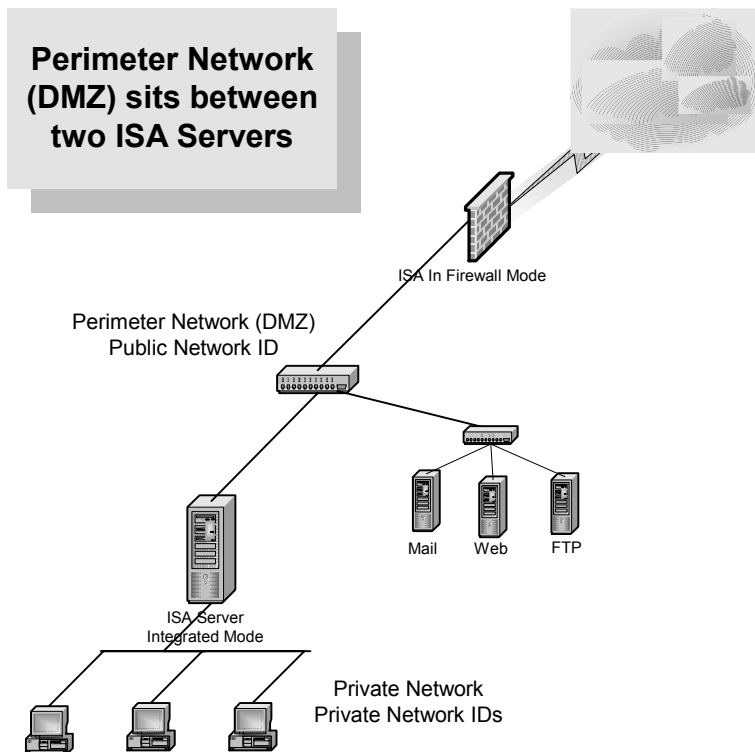 Perimeter Network
(DMZ) sits between
two ISA Servers
ISA In Firewall Mode
Perimeter Network (DMZ)
Public Network ID
Mail
Web
FTP
ISA Server
Integrated Mode
Private Network
Private Network IDs